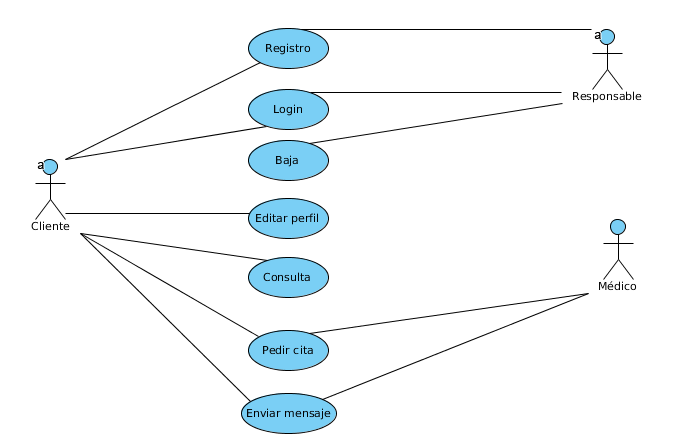 Registro
a
Responsable
Login
Baja
a
Cliente
Editar perfil
Consulta
Médico
Pedir cita
Enviar mensaje